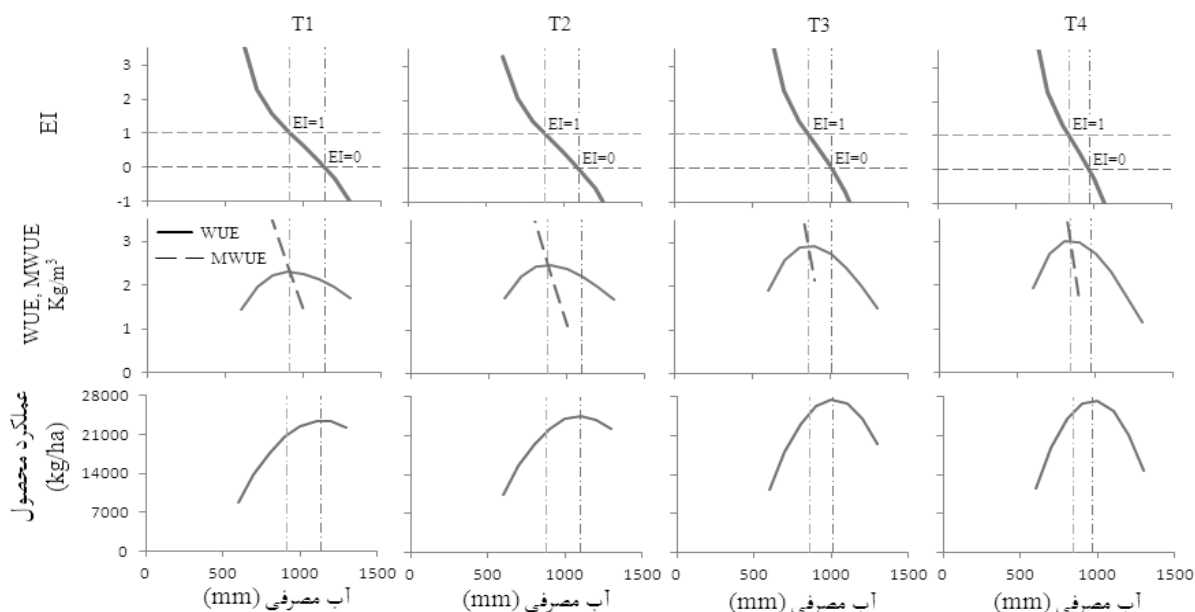 T1 T2 T3 T4
EI
3
2
1
0
-1
EI=1
EI=0
EI=1
EI=0
EI=1
EI=0
EI=1
EI=0
WUE, MWUE
Kg/m³
3
2
1
0
WUE
MWUE
عملکرد محصول
(kg/ha)
28000
21000
14000
7000
0
0 500 1000 1500 0 500 1000 1500 0 500 1000 1500 0 500 1000 1500
آب مصرفی (mm) آب مصرفی (mm) آب مصرفی (mm) آب مصرفی (mm)